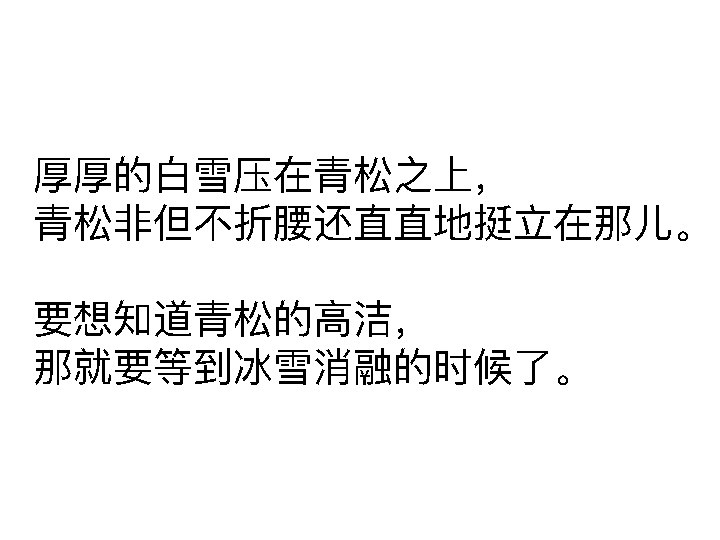 厚厚的白雪压在青松之上，
青松非但不折腰还直直地挺立在那儿。
要想知道青松的高洁，
那就要等到冰雪消融的时候了。